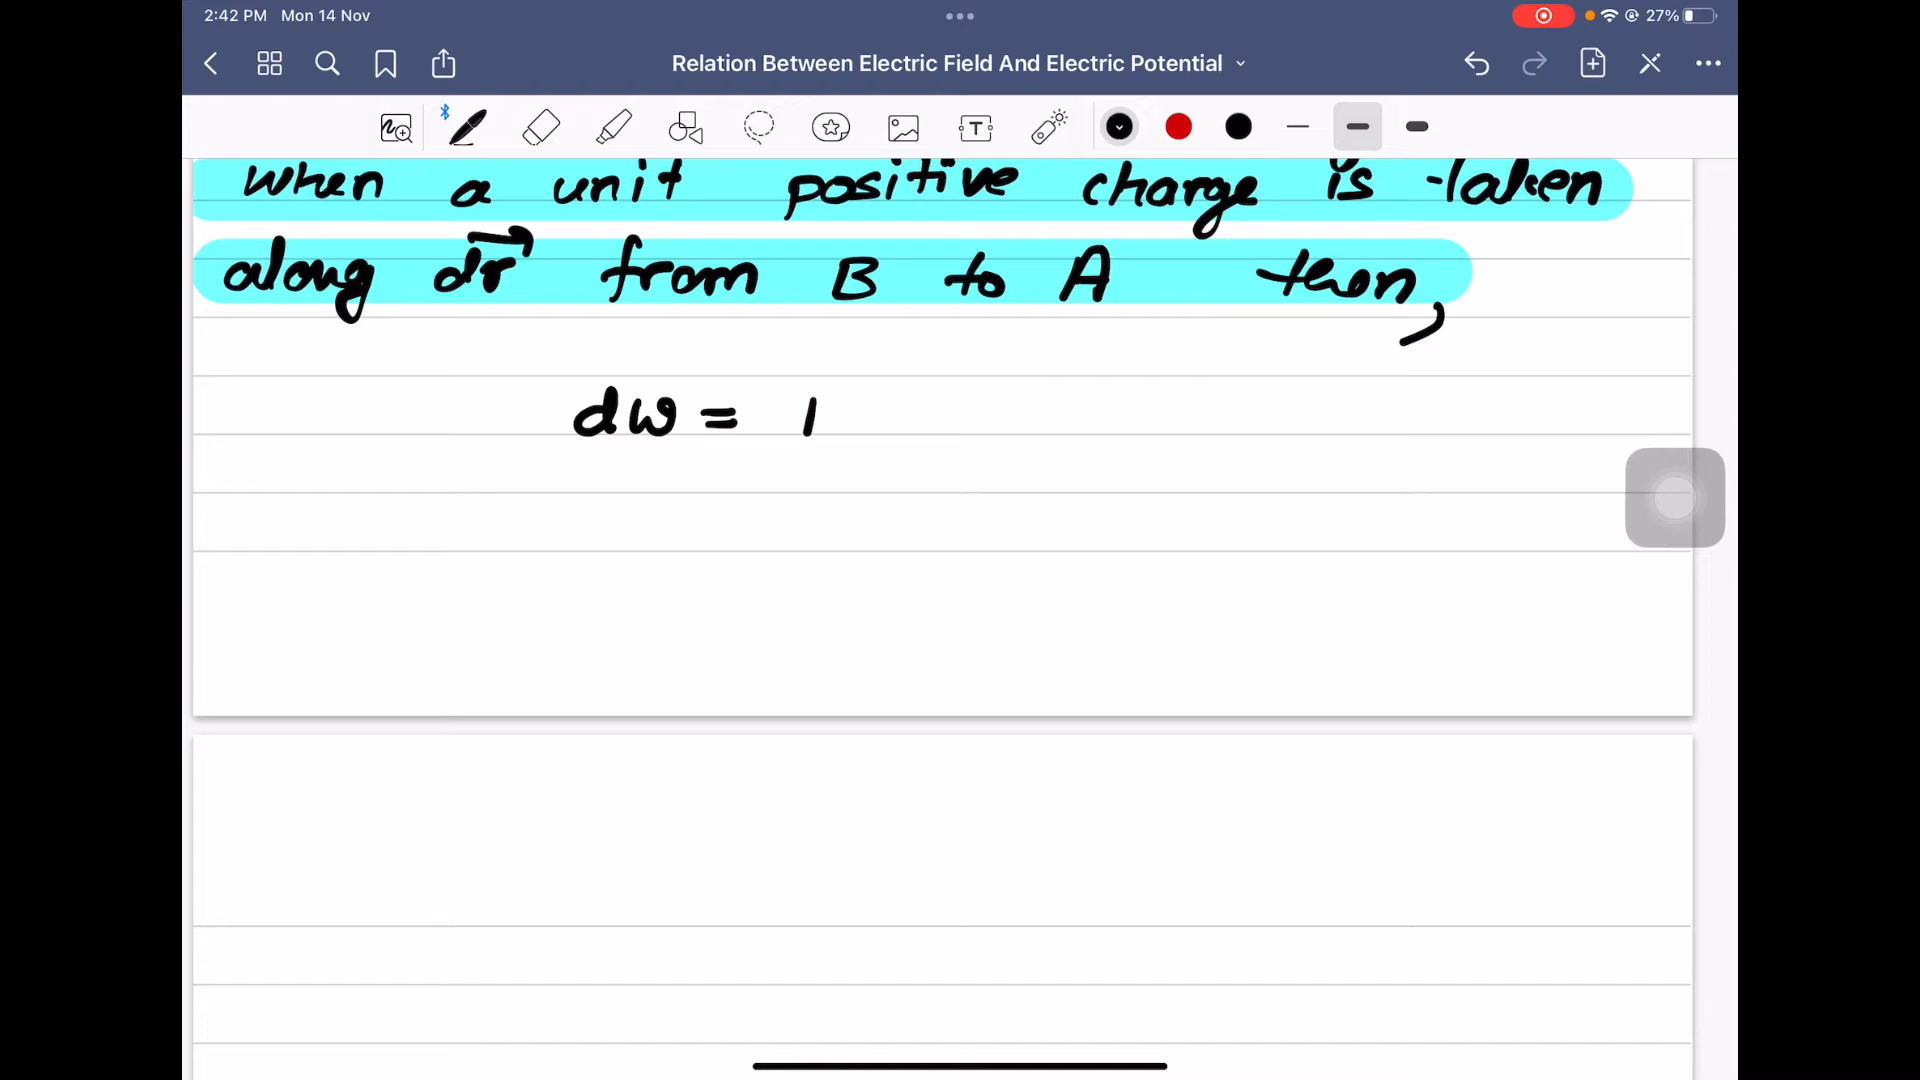 2:42 PM Mon 14 Nov
27%
Relation Between Electric Field And Electric Potential
T
when a unit positive charge is taken
along dr⃗ from B to A then,
dw = 1